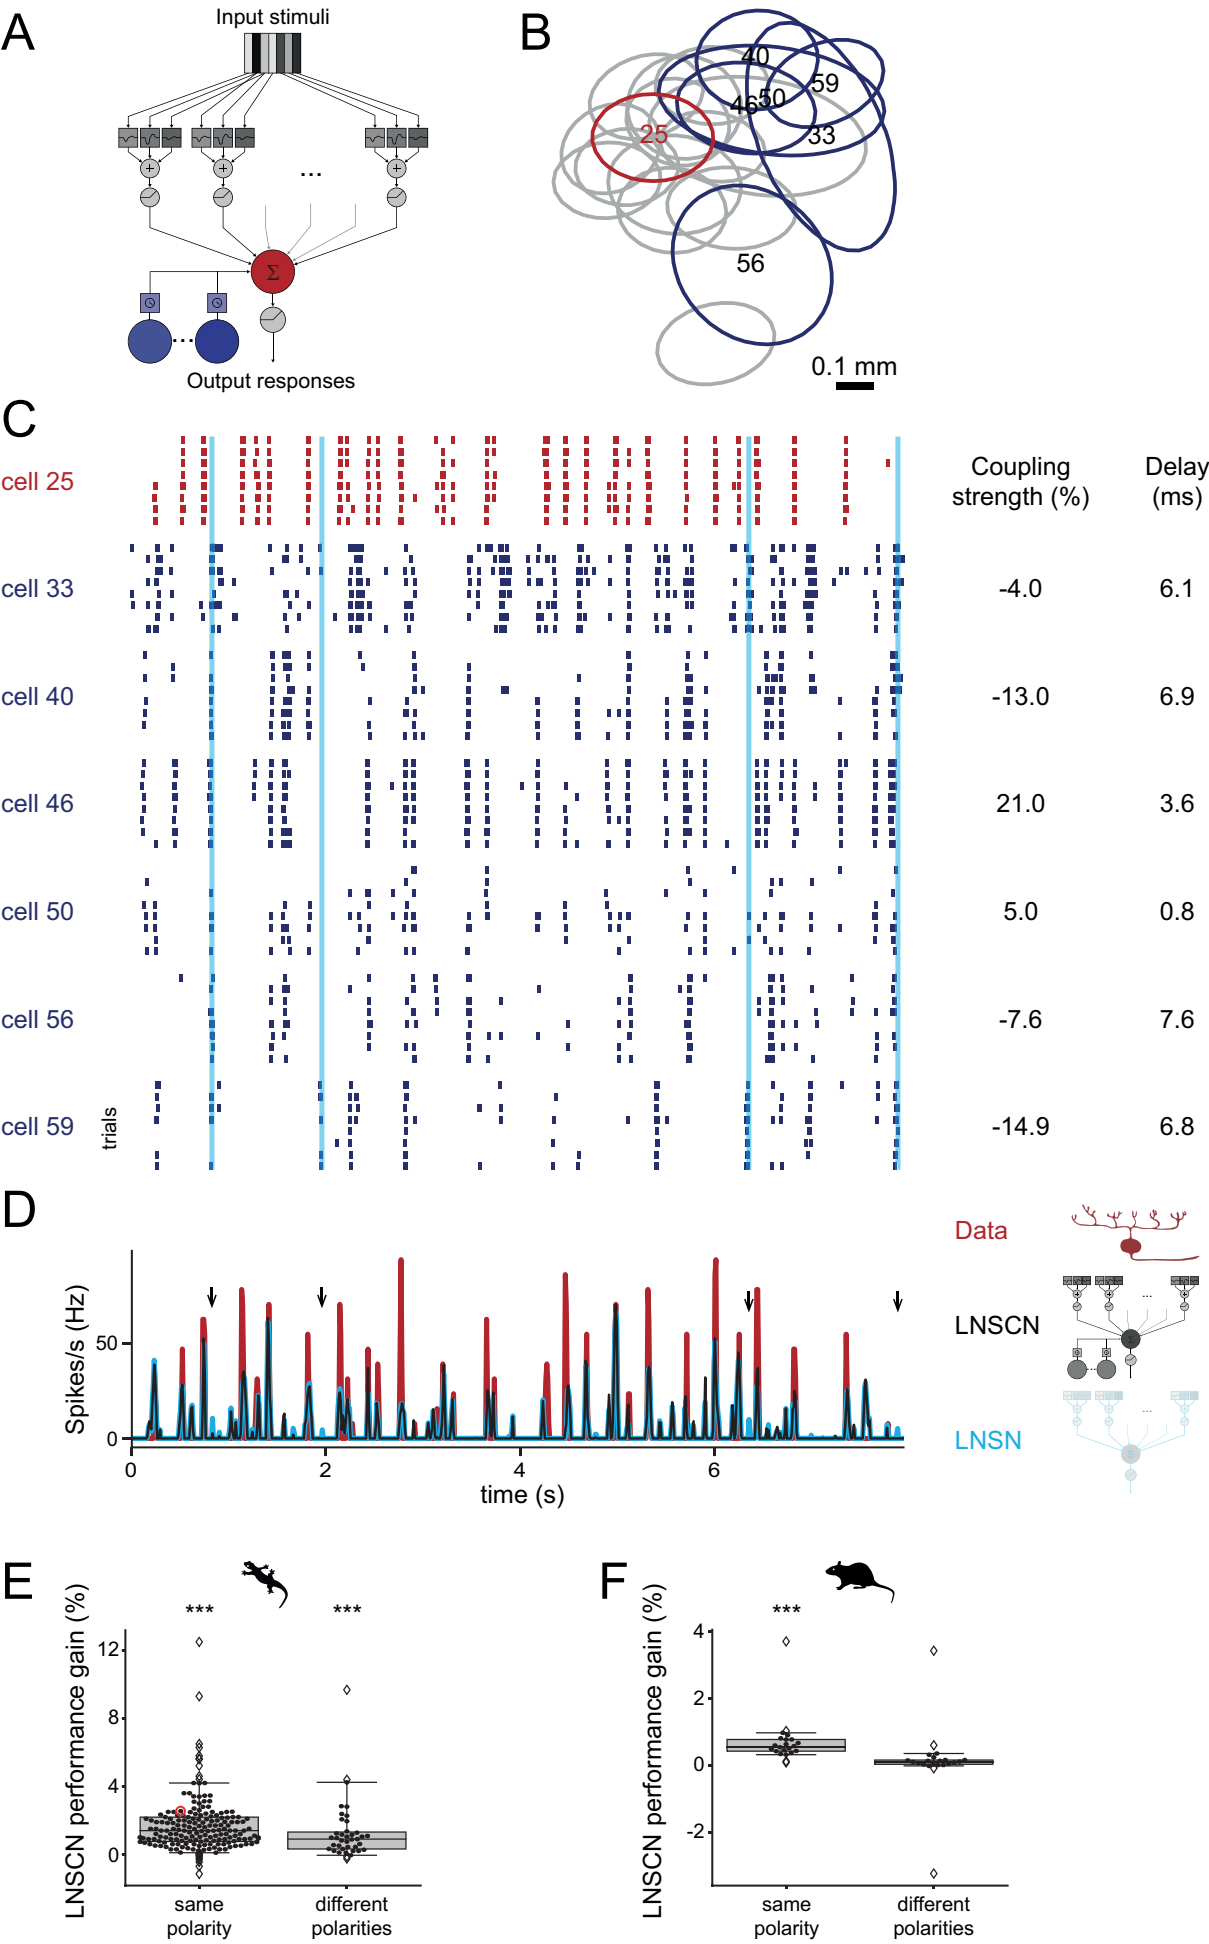 A
Input stimuli
+
+
...
+
Σ
...
Output responses
B
40
59
46
50
25
33
56
0.1 mm
C
Coupling
strength (%)
Delay
(ms)
cell 25
cell 33
-4.0
6.1
cell 40
-13.0
6.9
cell 46
21.0
3.6
cell 50
5.0
0.8
cell 56
-7.6
7.6
cell 59
-14.9
6.8
trials
D
Spikes/s (Hz)
50
0
0
2
4
6
time (s)
Data
LNSCN
LNSN
E
LNSCN performance gain (%)
***
***
12
8
4
0
same
polarity
different
polarities
F
LNSCN performance gain (%)
***
4
2
0
-2
same
polarity
different
polarities